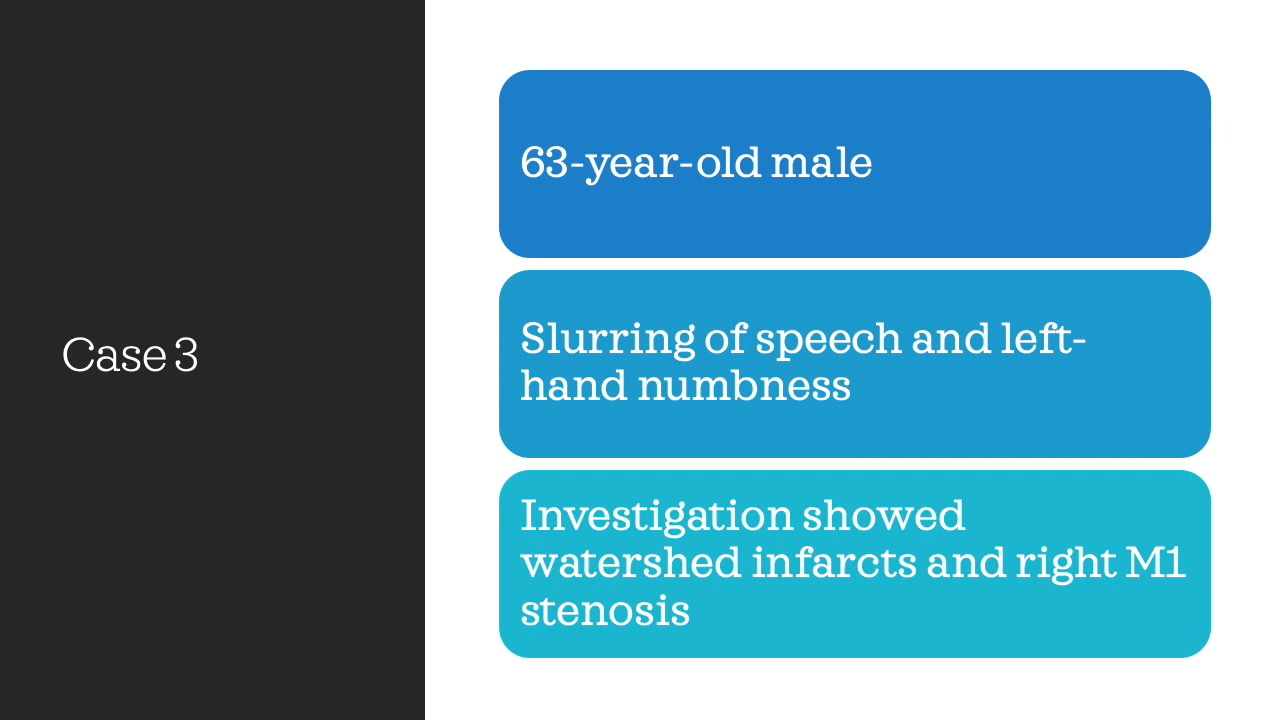 Case 3
63-year-old male
Slurring of speech and left-
hand numbness
Investigation showed
watershed infarcts and right M1
stenosis